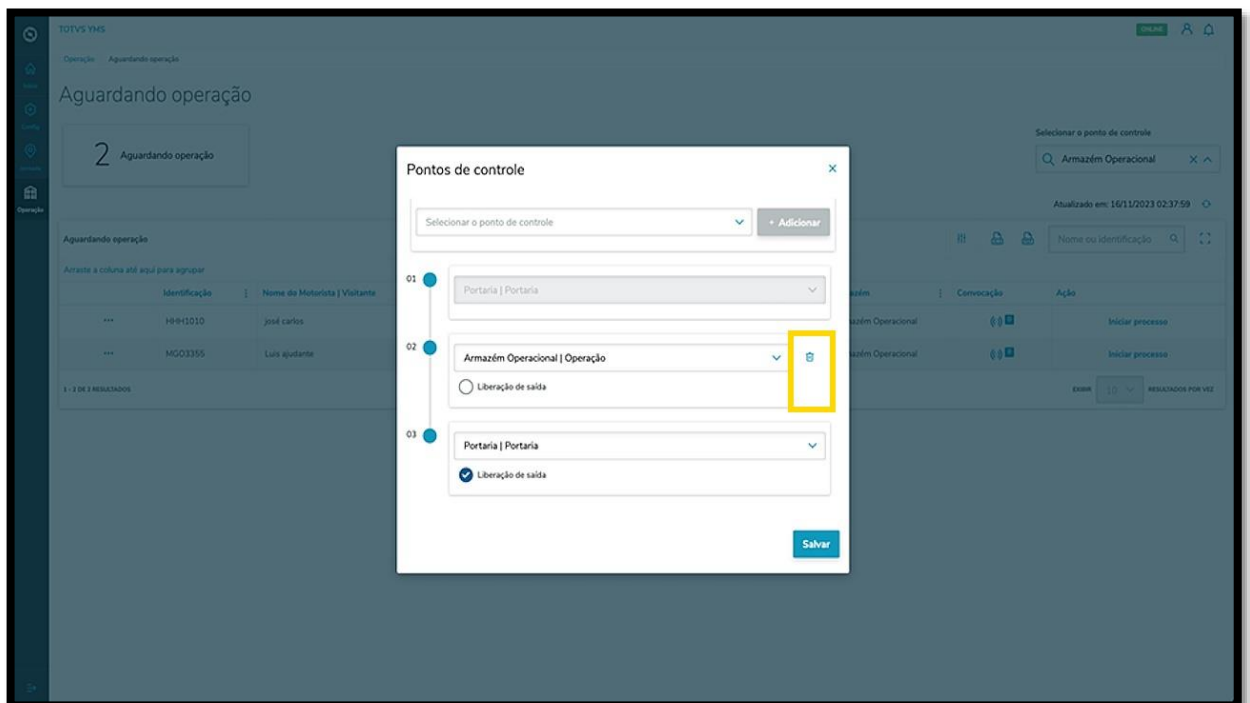 TOTVS YMS
ONLINE
Operação Aguardando operação
Aguardando operação
2 Aguardando operação
Selecionar o ponto de controle
Armazém Operacional
Atualizado em: 16/11/2023 02:37:59
Operação
Aguardando operação
Nome ou identificação
Arraste a coluna até aqui para agrupar
Identificação Nome do Motorista | Visitante Convocação Ação
HHH1010 josé carlos Operacional Iniciar processo
MGO3355 Luis ajudante Operacional Iniciar processo
1 - 2 DE 2 RESULTADOS
EXIBIR 10 RESULTADOS POR VEZ
Pontos de controle
Selecionar o ponto de controle
+ Adicionar
01
Portaria | Portaria
02
Armazém Operacional | Operação
Liberação de saída
03
Portaria | Portaria
Liberação de saída
Salvar